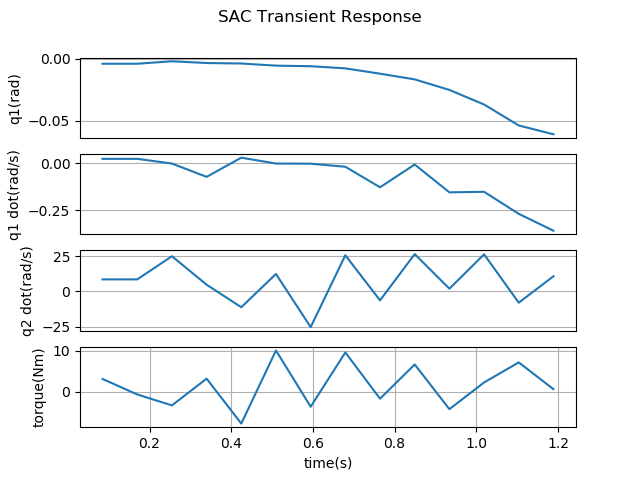 SAC Transient Response
0.00
−0.05
q1(rad)
0.00
−0.25
q1 dot(rad/s)
25
0
−25
q2 dot(rad/s)
10
0
torque(Nm)
0.2 0.4 0.6 0.8 1.0 1.2
time(s)